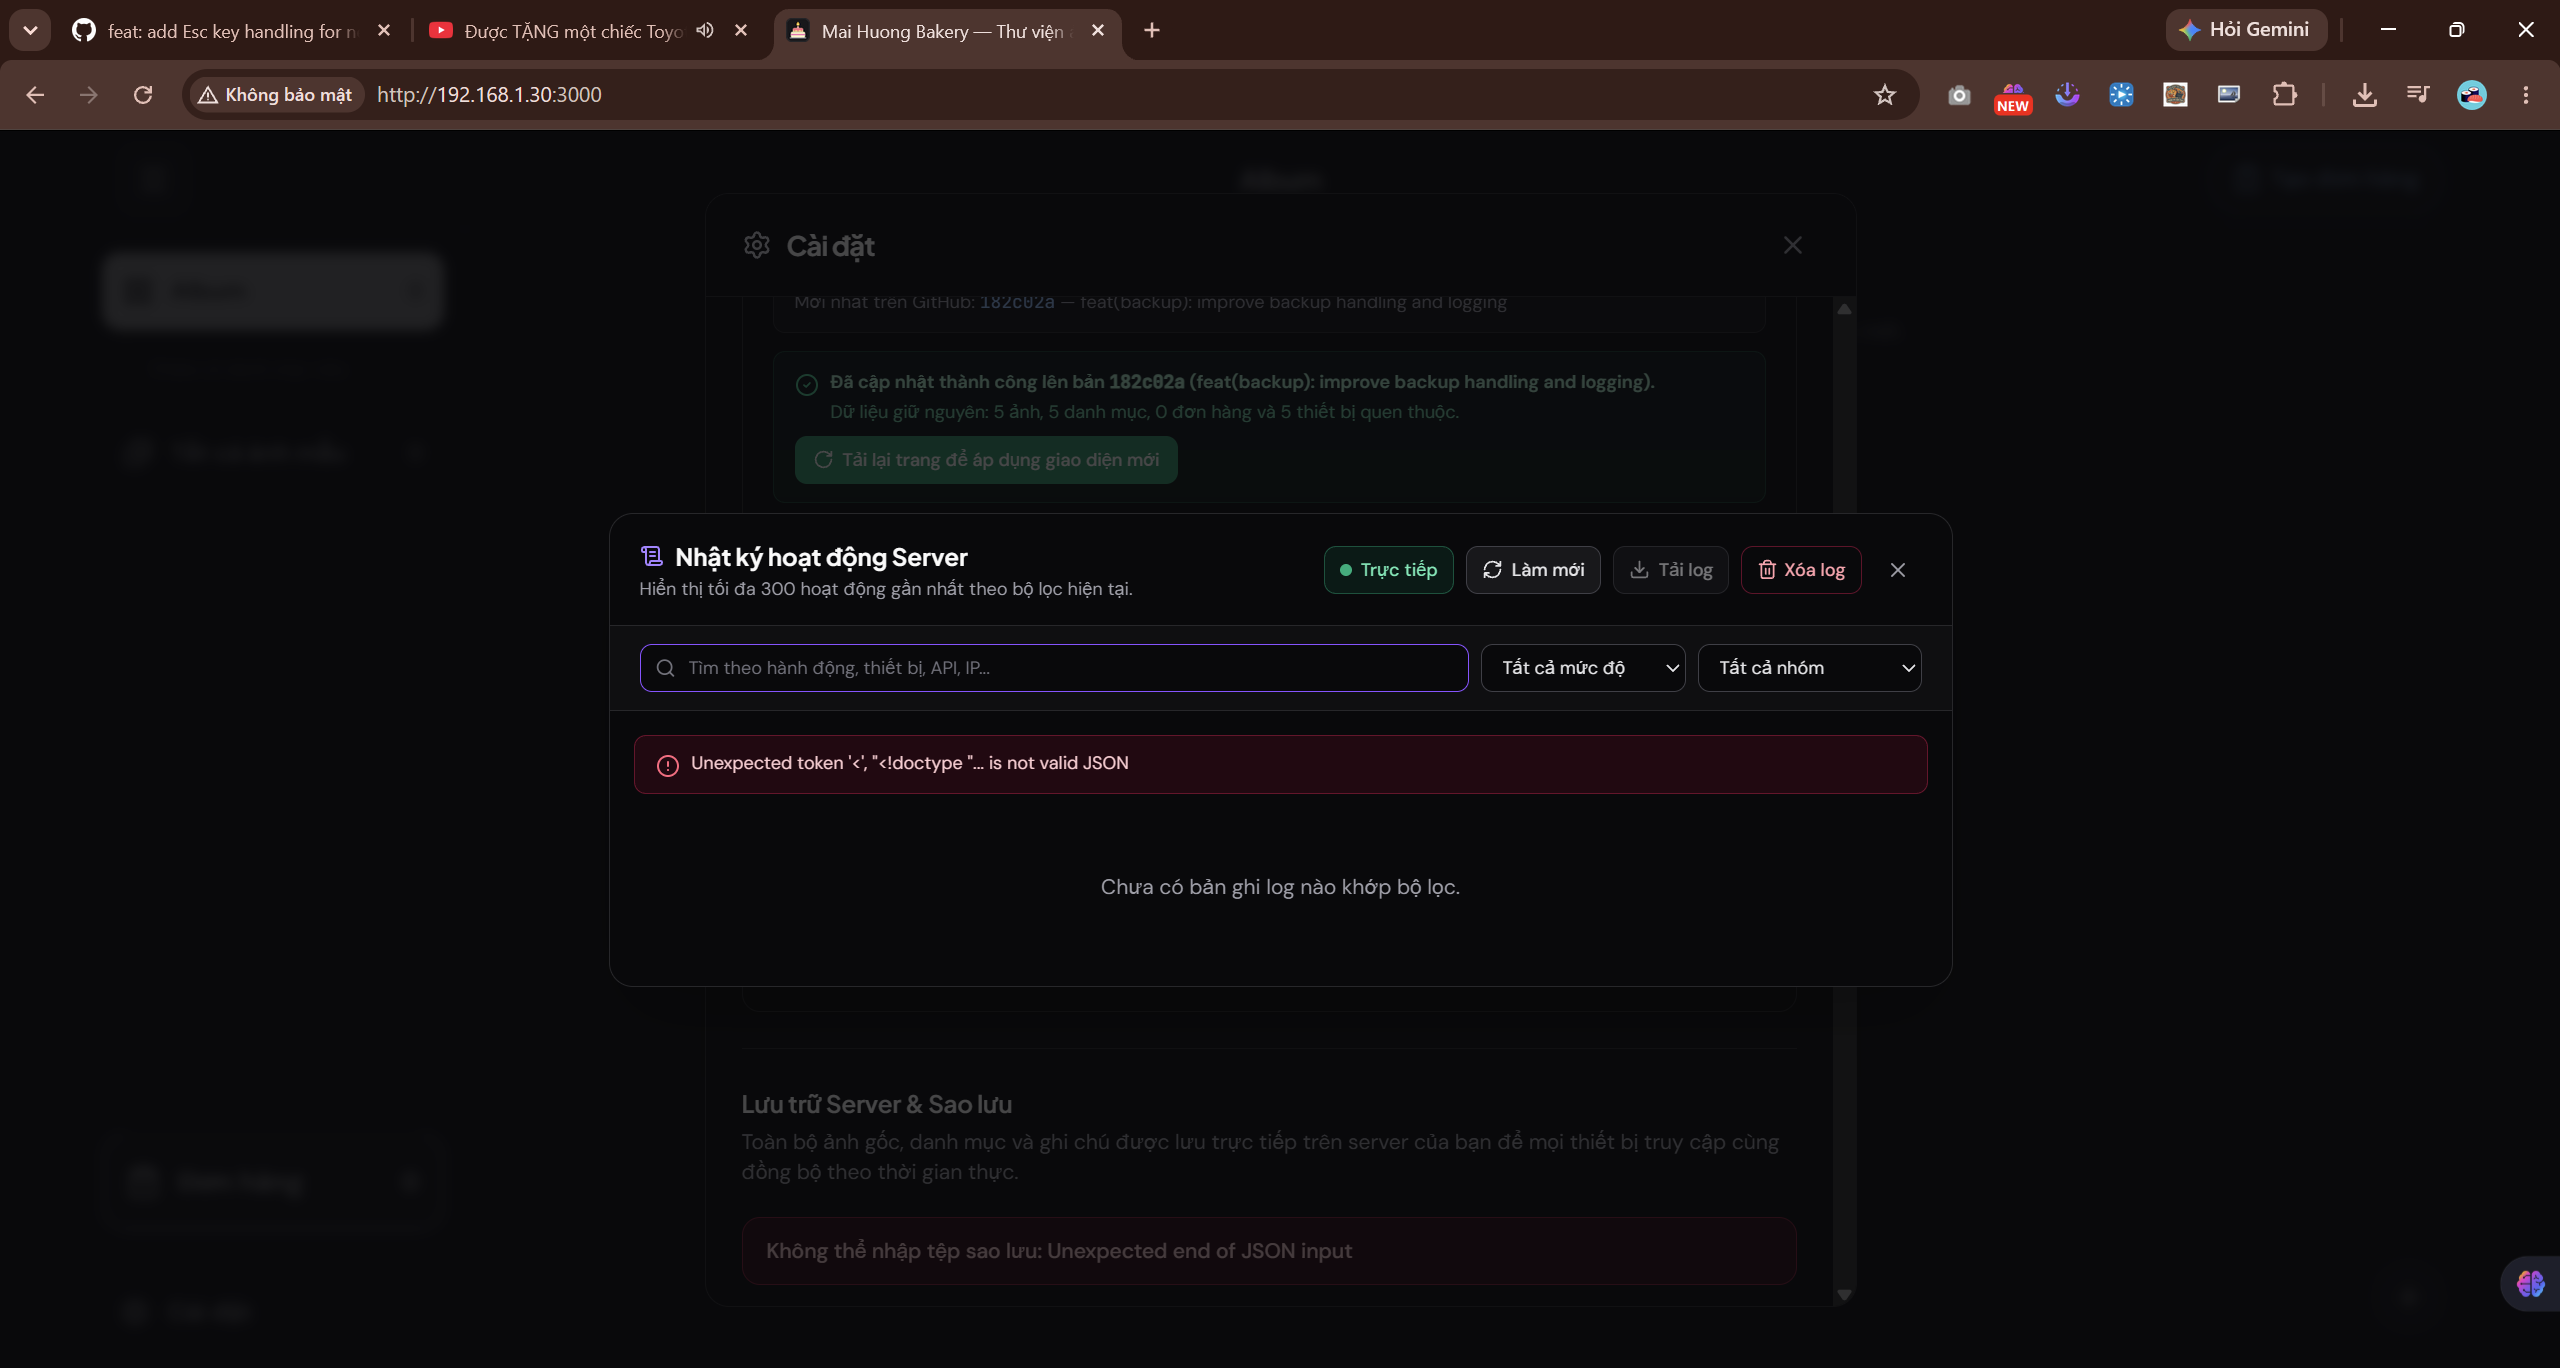 feat: add Esc key handling for n
Được TẶNG một chiếc Toyo
Mai Huong Bakery — Thư viện
Hỏi Gemini
Không bảo mật
http://192.168.1.30:3000
NEW
Cài đặt
Mới nhất trên GitHub: 182c02a — feat(backup): improve backup handling and logging
Đã cập nhật thành công lên bản 182c02a (feat(backup): improve backup handling and logging).
Dữ liệu giữ nguyên: 5 ảnh, 5 danh mục, 0 đơn hàng và 5 thiết bị quen thuộc.
Tải lại trang để áp dụng giao diện mới
Nhật ký hoạt động Server
Hiển thị tối đa 300 hoạt động gần nhất theo bộ lọc hiện tại.
Trực tiếp
Làm mới
Tải log
Xóa log
Tìm theo hành động, thiết bị, API, IP...
Tất cả mức độ
Tất cả nhóm
Unexpected token '<', "<!doctype "... is not valid JSON
Chưa có bản ghi log nào khớp bộ lọc.
Lưu trữ Server & Sao lưu
Toàn bộ ảnh gốc, danh mục và ghi chú được lưu trực tiếp trên server của bạn để mọi thiết bị truy cập cùng
đồng bộ theo thời gian thực.
Không thể nhập tệp sao lưu: Unexpected end of JSON input